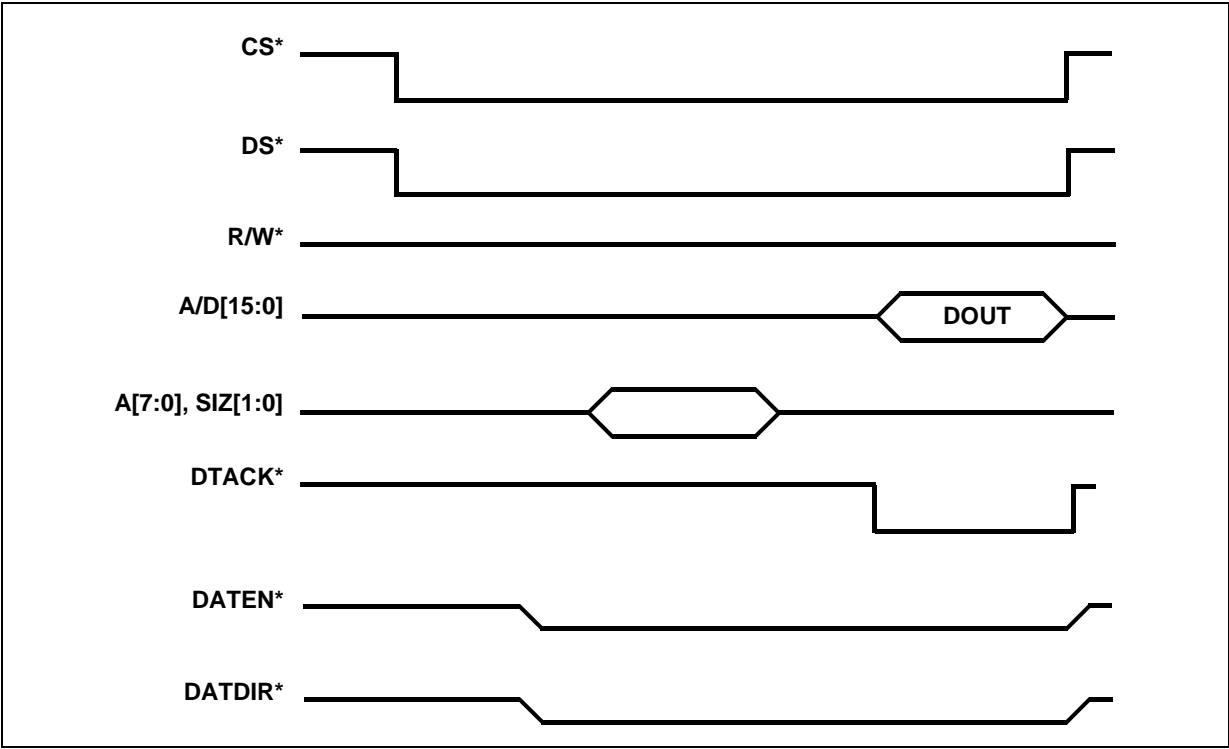 CS*
DS*
R/W*
A/D[15:0]
DOUT
A[7:0], SIZ[1:0]
DTACK*
DATEN*
DATDIR*